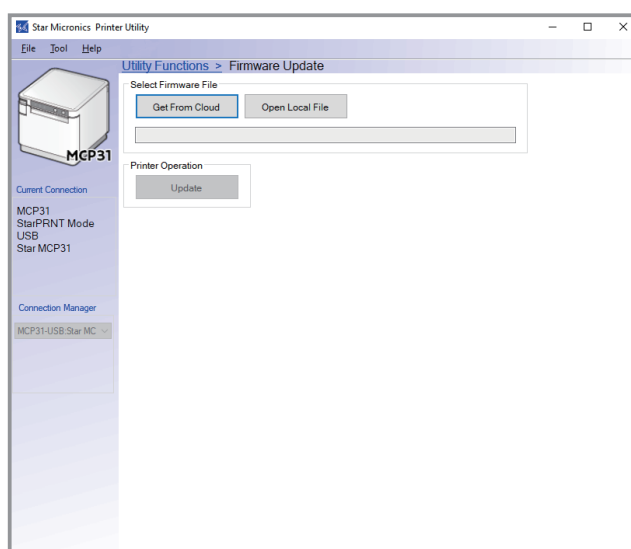 Star Micronics Printer Utility
File Tool Help
Utility Functions > Firmware Update
Select Firmware File
Get From Cloud Open Local File
MCP31
Printer Operation
Update
Current Connection
MCP31
StarPRNT Mode
USB
Star MCP31
Connection Manager
MCP31-USB:Star MC